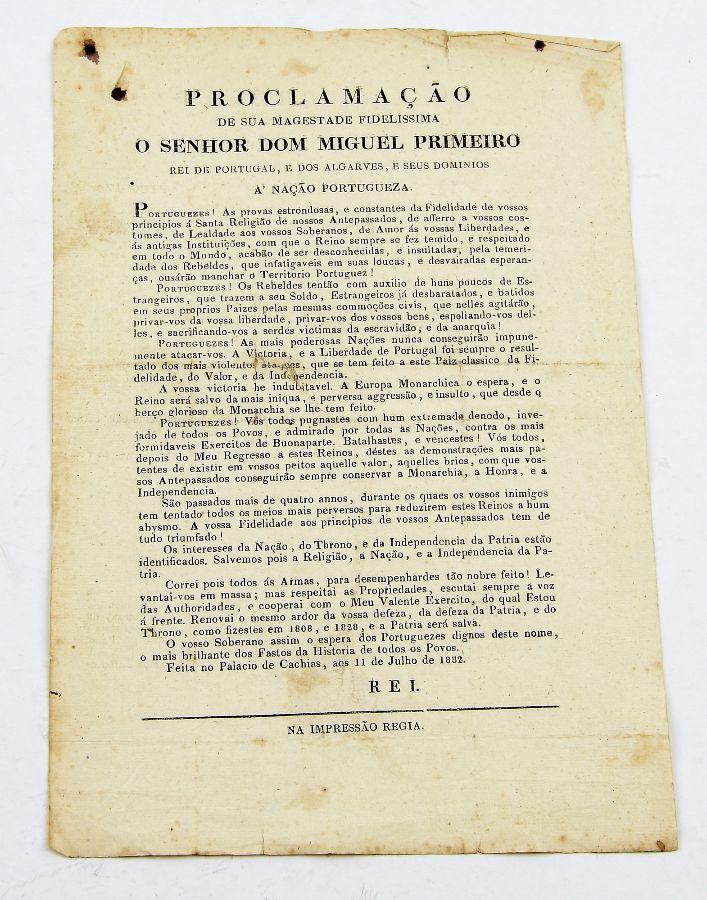 PROCLAMAÇÃO
DE SUA MAGESTADE FIDELISSIMA
O SENHOR DOM MIGUEL PRIMEIRO
REI DE PORTUGAL, E DOS ALGARVES, E SEUS DOMINIOS
A' NAÇÃO PORTUGUEZA.
PORTUGUEZES! As provas estrondosas, e constantes da Fidelidade de vossos
principios á Santa Religião de nossos Antepassados, de afferro a vossos cos-
tumes, de Lealdade aos vossos Soberanos, de Amor ás vossas Liberdades, e
ás antigas Instituições, com que o Reino sempre se fez temido, e respeitado
em todo o Mundo, acabão de ser desconhecidas, e insultadas, pela temeri-
dade dos Rebeldes, que infatigaveis em suas loucas, e desvairadas esperan-
ças, ousárão manchar o Territorio Portuguez!
PORTUGUEZES! Os Rebeldes tentão com auxilio de huns poucos de Es-
trangeiros, que trazem a seu Soldo, Estrangeiros já desbaratados, e batidos
em seus proprios Paizes pelas mesmas commoções civis, que nelles agitárão,
privar-vos da vossa liberdade, privar-vos dos vossos bens, espoliando-vos del-
les, e sacrificando-vos a serdes victimas da escravidão, e da anarquia!
PORTUGUEZES! As mais poderosas Nações nunca conseguirão impune-
mente atacar-vos. A Victoria, e a Liberdade de Portugal foi sempre o resul-
tado dos mais violentos ataques, que se tem feito a este Paiz classico da Fi-
delidade, do Valor, e da Independencia.
A vossa victoria he indubitavel. A Europa Monarchica o espera, e o
Reino será salvo da mais iniqua, e perversa aggressão, e insulto, que desde o
berço glorioso da Monarchia se lhe tem feito.
PORTUGUEZES! Vós todos pugnastes com hum extremado denodo, inve-
jado de todos os Povos, e admirado por todas as Nações, contra os mais
formidaveis Exercitos de Buonaparte. Batalhastes, e vencestes! Vós todos,
depois do Meu Regresso a estes Reinos, déstes as demonstrações mais pa-
tentes de existir em vossos peitos aquelle valor, aquelles brios, com que vos-
sos Antepassados conseguirão sempre conservar a Monarchia, a Honra, e a
Independencia.
São passados mais de quatro annos, durante os quaes os vossos inimigos
tem tentado todos os meios mais perversos para reduzirem estes Reinos a hum
abysmo. A vossa Fidelidade aos principios de vossos Antepassados tem de
tudo triumfado!
Os interesses da Nação, do Throno, e da Independencia da Patria estão
identificados. Salvemos pois a Religião, a Nação, e a Independencia da Pa-
tria.
Correi pois todos ás Armas, para desempenhardes tão nobre feito! Le-
vantai-vos em massa; mas respeitai as Propriedades, escutai sempre a voz
das Authoridades, e cooperai com o Meu Valente Exercito, do qual Estou
á frente. Renovai o mesmo ardor da vossa defeza, da defeza da Patria, e do
Throno, como fizestes em 1808, e 1828, e a Patria será salva.
O vosso Soberano assim o espera dos Portuguezes dignos deste nome,
o mais brilhante dos Fastos da Historia de todos os Povos.
Feita no Palacio de Cachias, aos 11 de Julho de 1832.
REI.
NA IMPRESSÃO REGIA.